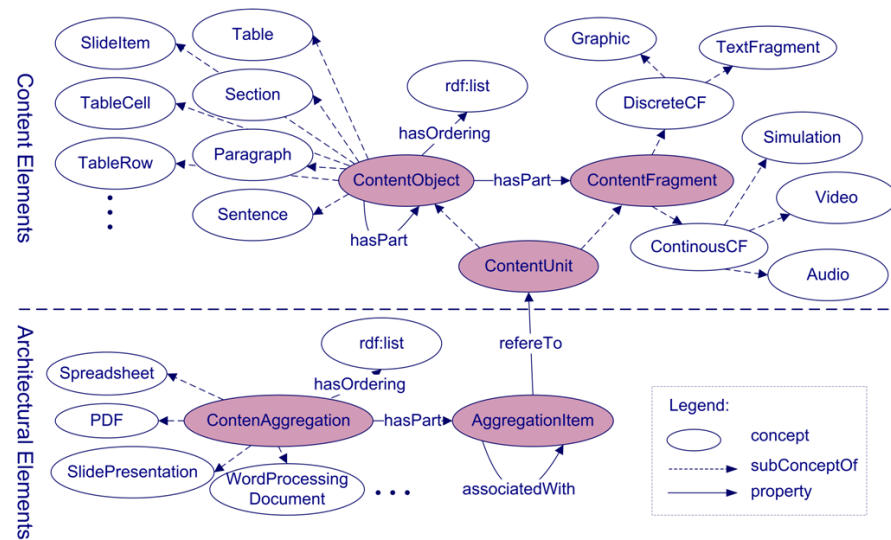 Content Elements
SlideItem
Table
TableCell
Section
TableRow
Paragraph
Sentence
rdf:list
hasOrdering
ContentObject
hasPart
hasPart
ContentFragment
Graphic
TextFragment
DiscreteCF
Simulation
Video
ContinousCF
Audio
ContentUnit
Architectural Elements
refereTo
rdf:list
hasOrdering
Spreadsheet
PDF
SlidePresentation
ContenAggregation
hasPart
AggregationItem
WordProcessing
Document
associatedWith
Legend:
concept
subConceptOf
property